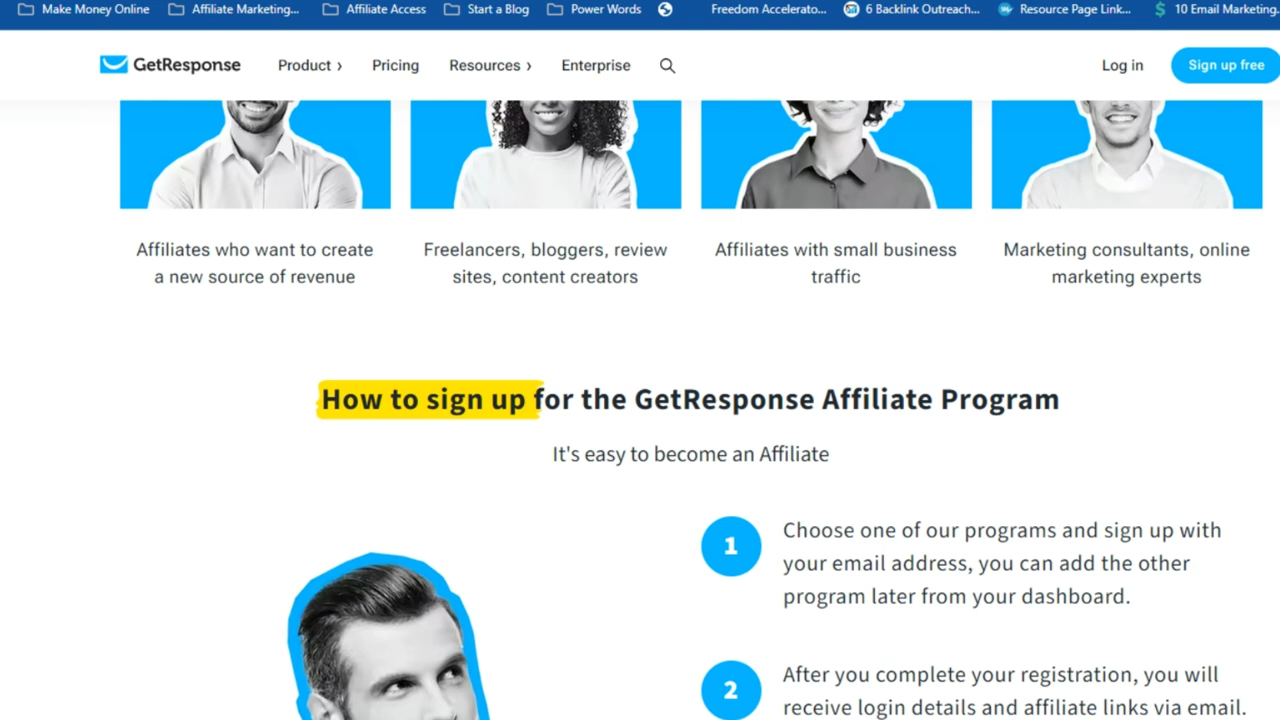 Make Money Online Affiliate Marketing... Affiliate Access Start a Blog Power Words Freedom Accelerato... 6 Backlink Outreach... Resource Page Link... 10 Email Marketing.
GetResponse Product › Pricing Resources › Enterprise Log in Sign up free
Affiliates who want to create
a new source of revenue
Freelancers, bloggers, review
sites, content creators
Affiliates with small business
traffic
Marketing consultants, online
marketing experts
How to sign up for the GetResponse Affiliate Program
It's easy to become an Affiliate
1
Choose one of our programs and sign up with
your email address, you can add the other
program later from your dashboard.
2
After you complete your registration, you will
receive login details and affiliate links via email.